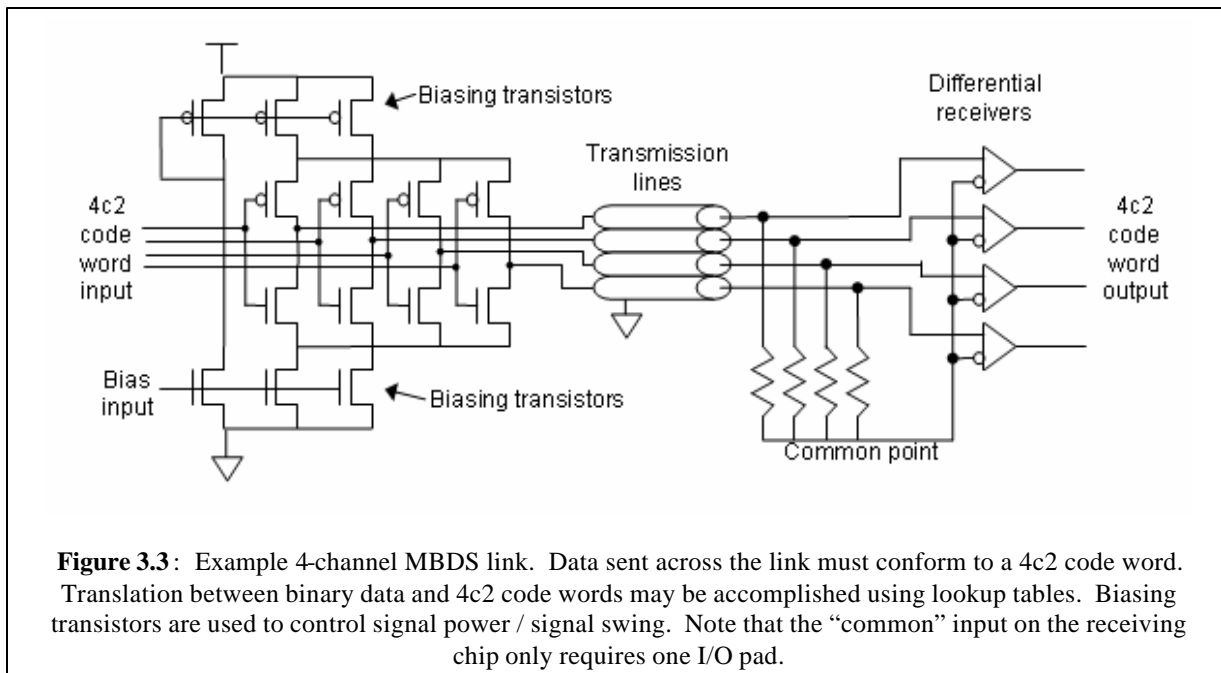 Biasing transistors
Differential
receivers
Transmission
lines
4c2
code
word
input
4c2
code
word
output
Bias
input
Biasing transistors
Common point
Figure 3.3: Example 4-channel MBDS link. Data sent across the link must conform to a 4c2 code word.
Translation between binary data and 4c2 code words may be accomplished using lookup tables. Biasing
transistors are used to control signal power / signal swing. Note that the “common” input on the receiving
chip only requires one I/O pad.